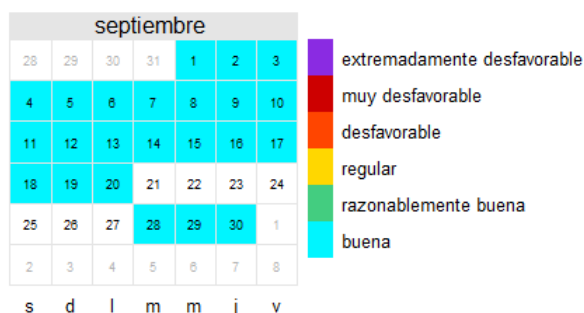 septiembre
28 29 30 31 1 2 3
4 5 6 7 8 9 10
11 12 13 14 15 16 17
18 19 20 21 22 23 24
25 26 27 28 29 30 1
2 3 4 5 6 7 8
s d l m m j v
extremadamente desfavorable
muy desfavorable
desfavorable
regular
razonablemente buena
buena